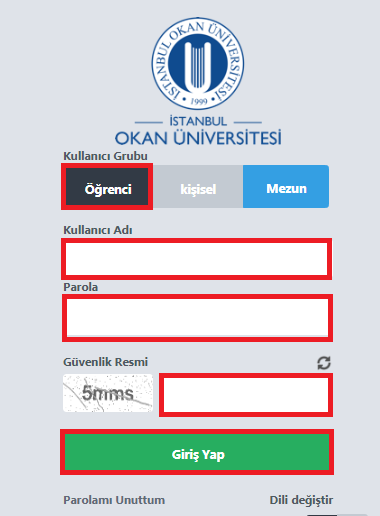 İSTANBUL OKAN ÜNİVERSİTESİ
1999
İSTANBUL
OKAN ÜNİVERSİTESİ
Kullanıcı Grubu
Öğrenci kişisel Mezun
Kullanıcı Adı
Parola
Güvenlik Resmi
5mms
Giriş Yap
Parolamı Unuttum Dili değiştir